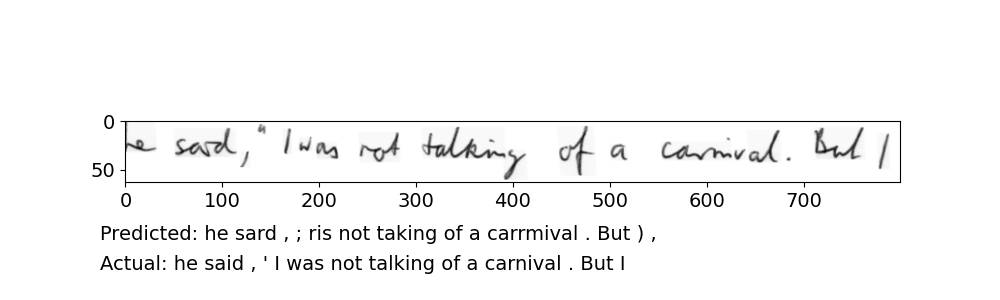 0
50
he said, " I was not talking of a carnival. But I
0 100 200 300 400 500 600 700
Predicted: he sard , ; ris not taking of a carrmival . But ) ,
Actual: he said , ' I was not talking of a carnival . But I